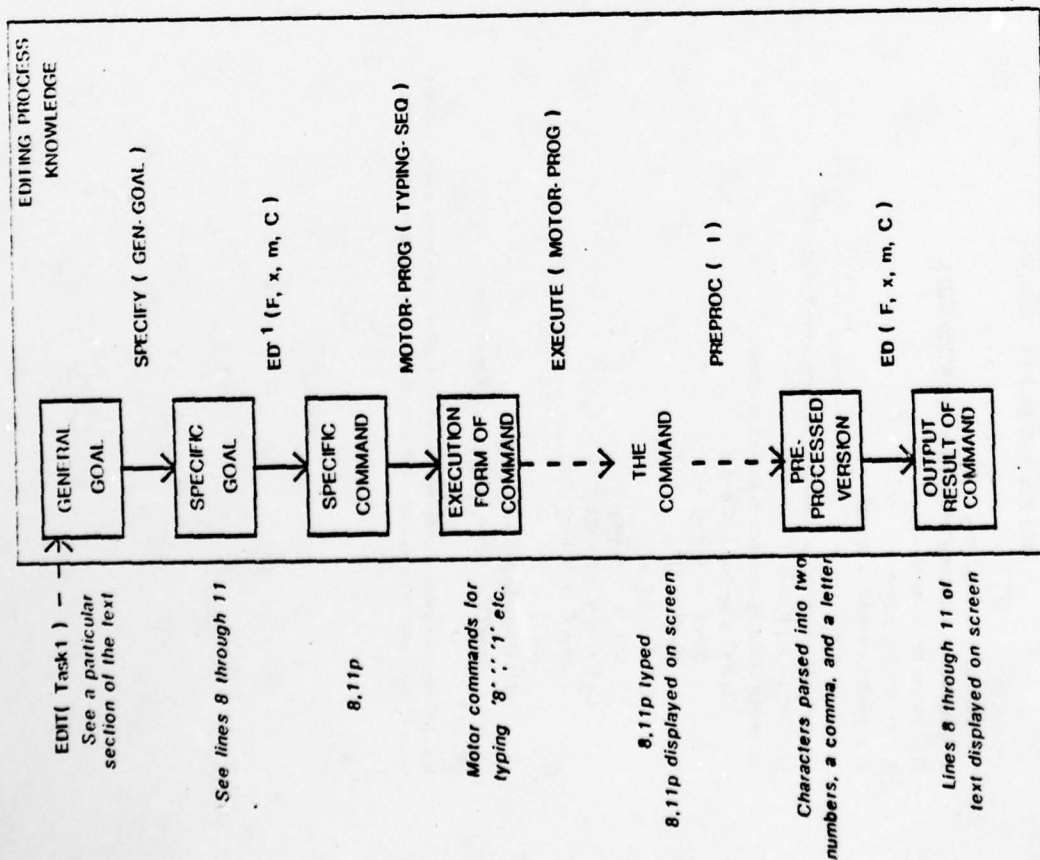 EDITING PROCESS
KNOWLEDGE
EDIT( Task1 )
See a particular
section of the text
GENERAL
GOAL
SPECIFY ( GEN-GOAL )
See lines 8 through 11
SPECIFIC
GOAL
ED⁻¹ (F, x, m, C )
8,11p
SPECIFIC
COMMAND
MOTOR-PROG ( TYPING-SEQ )
Motor commands for
typing '8' ',' '1' etc.
EXECUTION
FORM OF
COMMAND
EXECUTE ( MOTOR-PROG )
8,11p typed
8,11p displayed on screen
THE
COMMAND
PREPROC ( I )
Characters parsed into two
numbers, a comma, and a letter
PRE-
PROCESSED
VERSION
ED ( F, x, m, C )
Lines 8 through 11 of
text displayed on screen
OUTPUT
RESULT OF
COMMAND